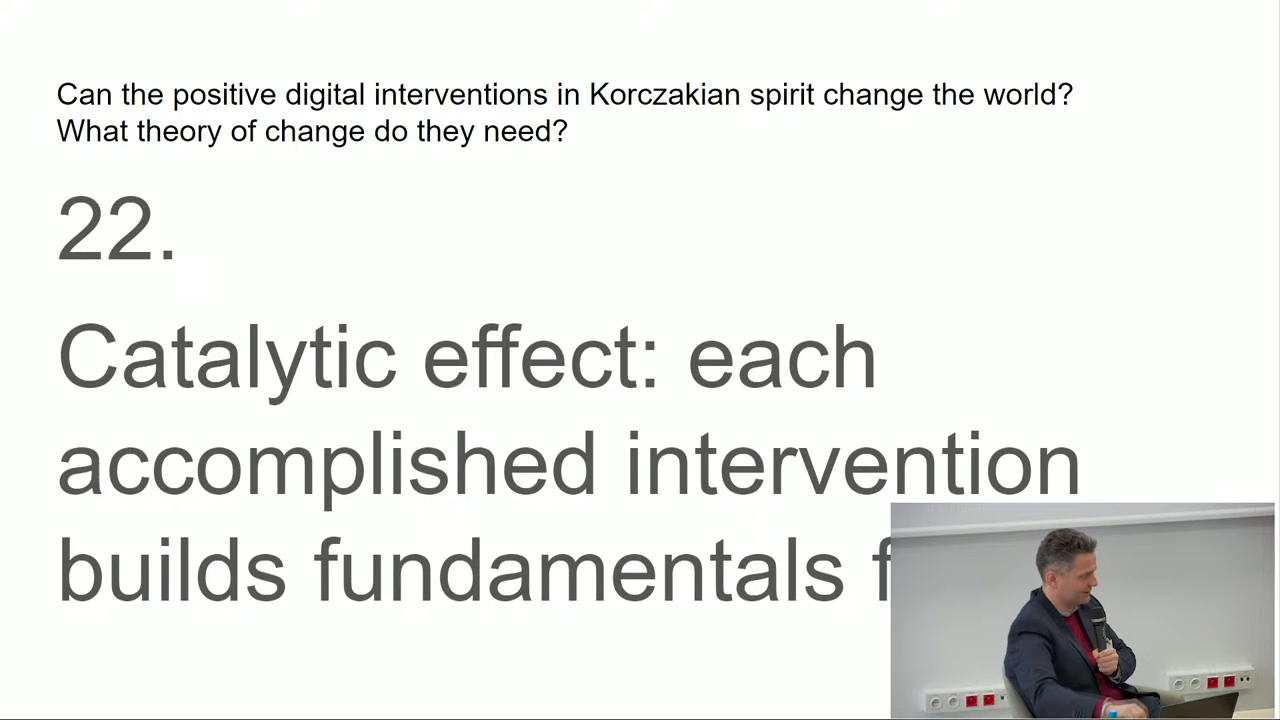 Can the positive digital interventions in Korczakian spirit change the world?
What theory of change do they need?
22.
Catalytic effect: each
accomplished intervention
builds fundamentals